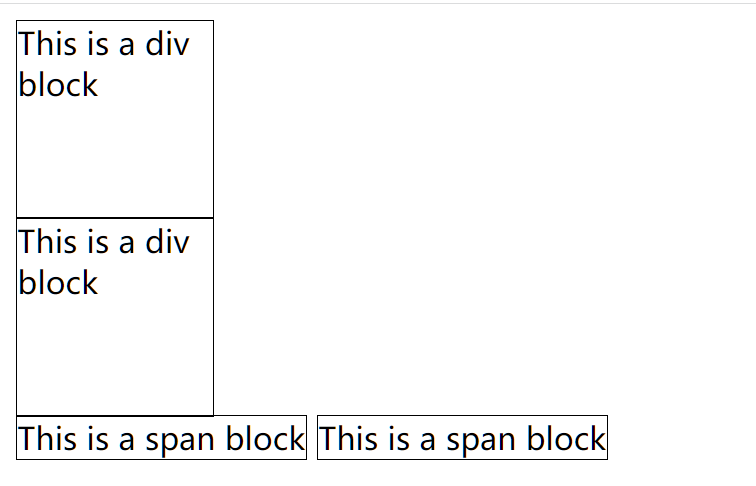 This is a div
block
This is a div
block
This is a span block This is a span block